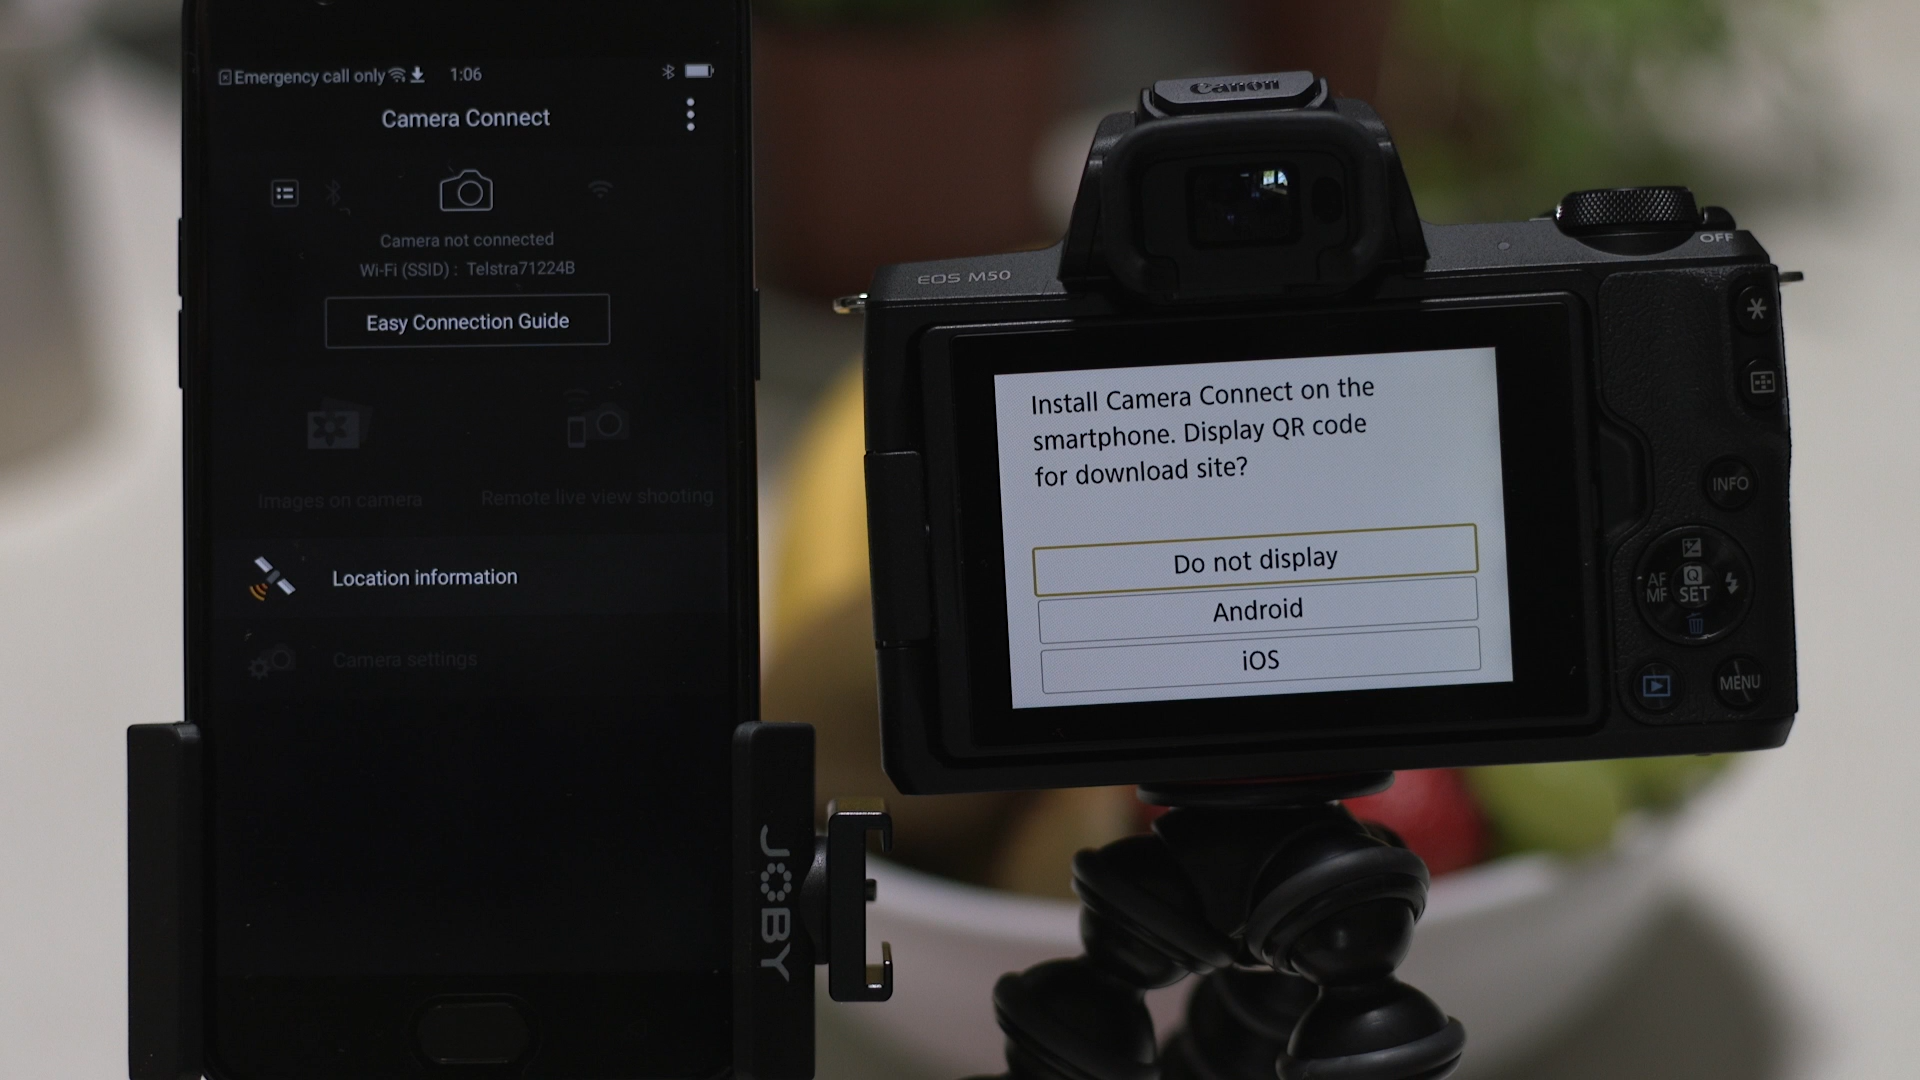 Emergency call only 1:06
Camera Connect
Camera not connected
Wi-Fi (SSID) : Telstra71224B
Easy Connection Guide
Images on camera
Remote live view shooting
Location information
Camera settings
JOBY
Canon
EOS M50
OFF
Install Camera Connect on the
smartphone. Display QR code
for download site?
Do not display
Android
iOS
INFO
AF
MF
Q
SET
MENU